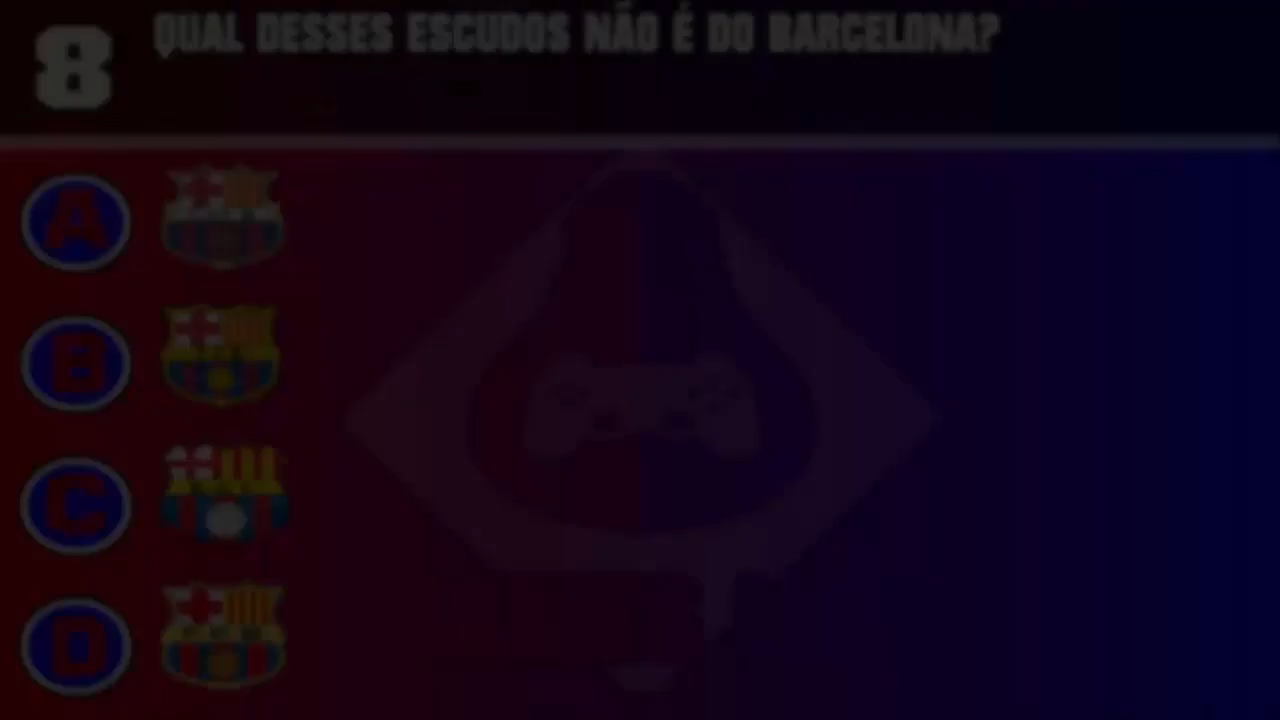 8
QUAL DESSES ESCUDOS NÃO É DO BARCELONA?
A
B
C
D